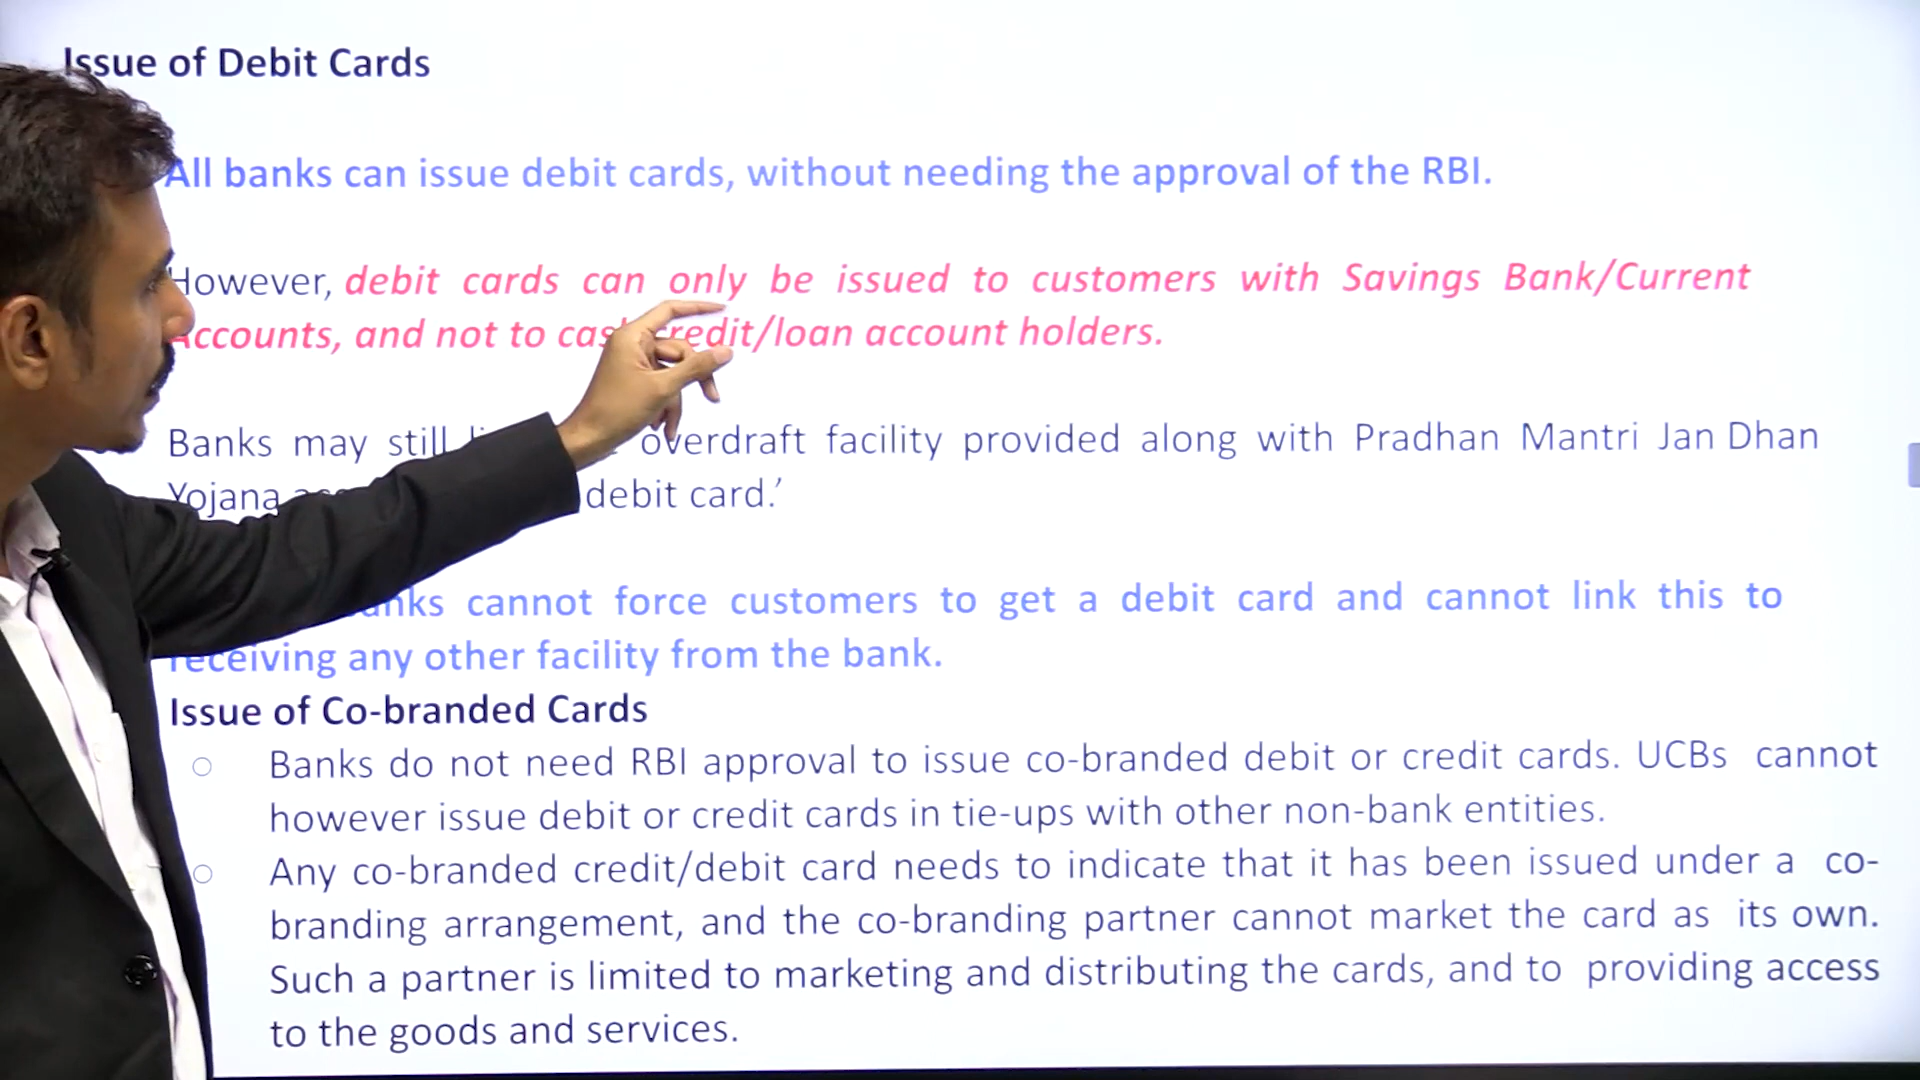 Issue of Debit Cards
All banks can issue debit cards, without needing the approval of the RBI.
However, debit cards can only be issued to customers with Savings Bank/Current
Accounts, and not to cash credit/loan account holders.
Banks may still overdraft facility provided along with Pradhan Mantri Jan Dhan
Yojana debit card.’
cannot force customers to get a debit card and cannot link this to
receiving any other facility from the bank.
Issue of Co-branded Cards
○ Banks do not need RBI approval to issue co-branded debit or credit cards. UCBs cannot
however issue debit or credit cards in tie-ups with other non-bank entities.
○ Any co-branded credit/debit card needs to indicate that it has been issued under a co-
branding arrangement, and the co-branding partner cannot market the card as its own.
Such a partner is limited to marketing and distributing the cards, and to providing access
to the goods and services.